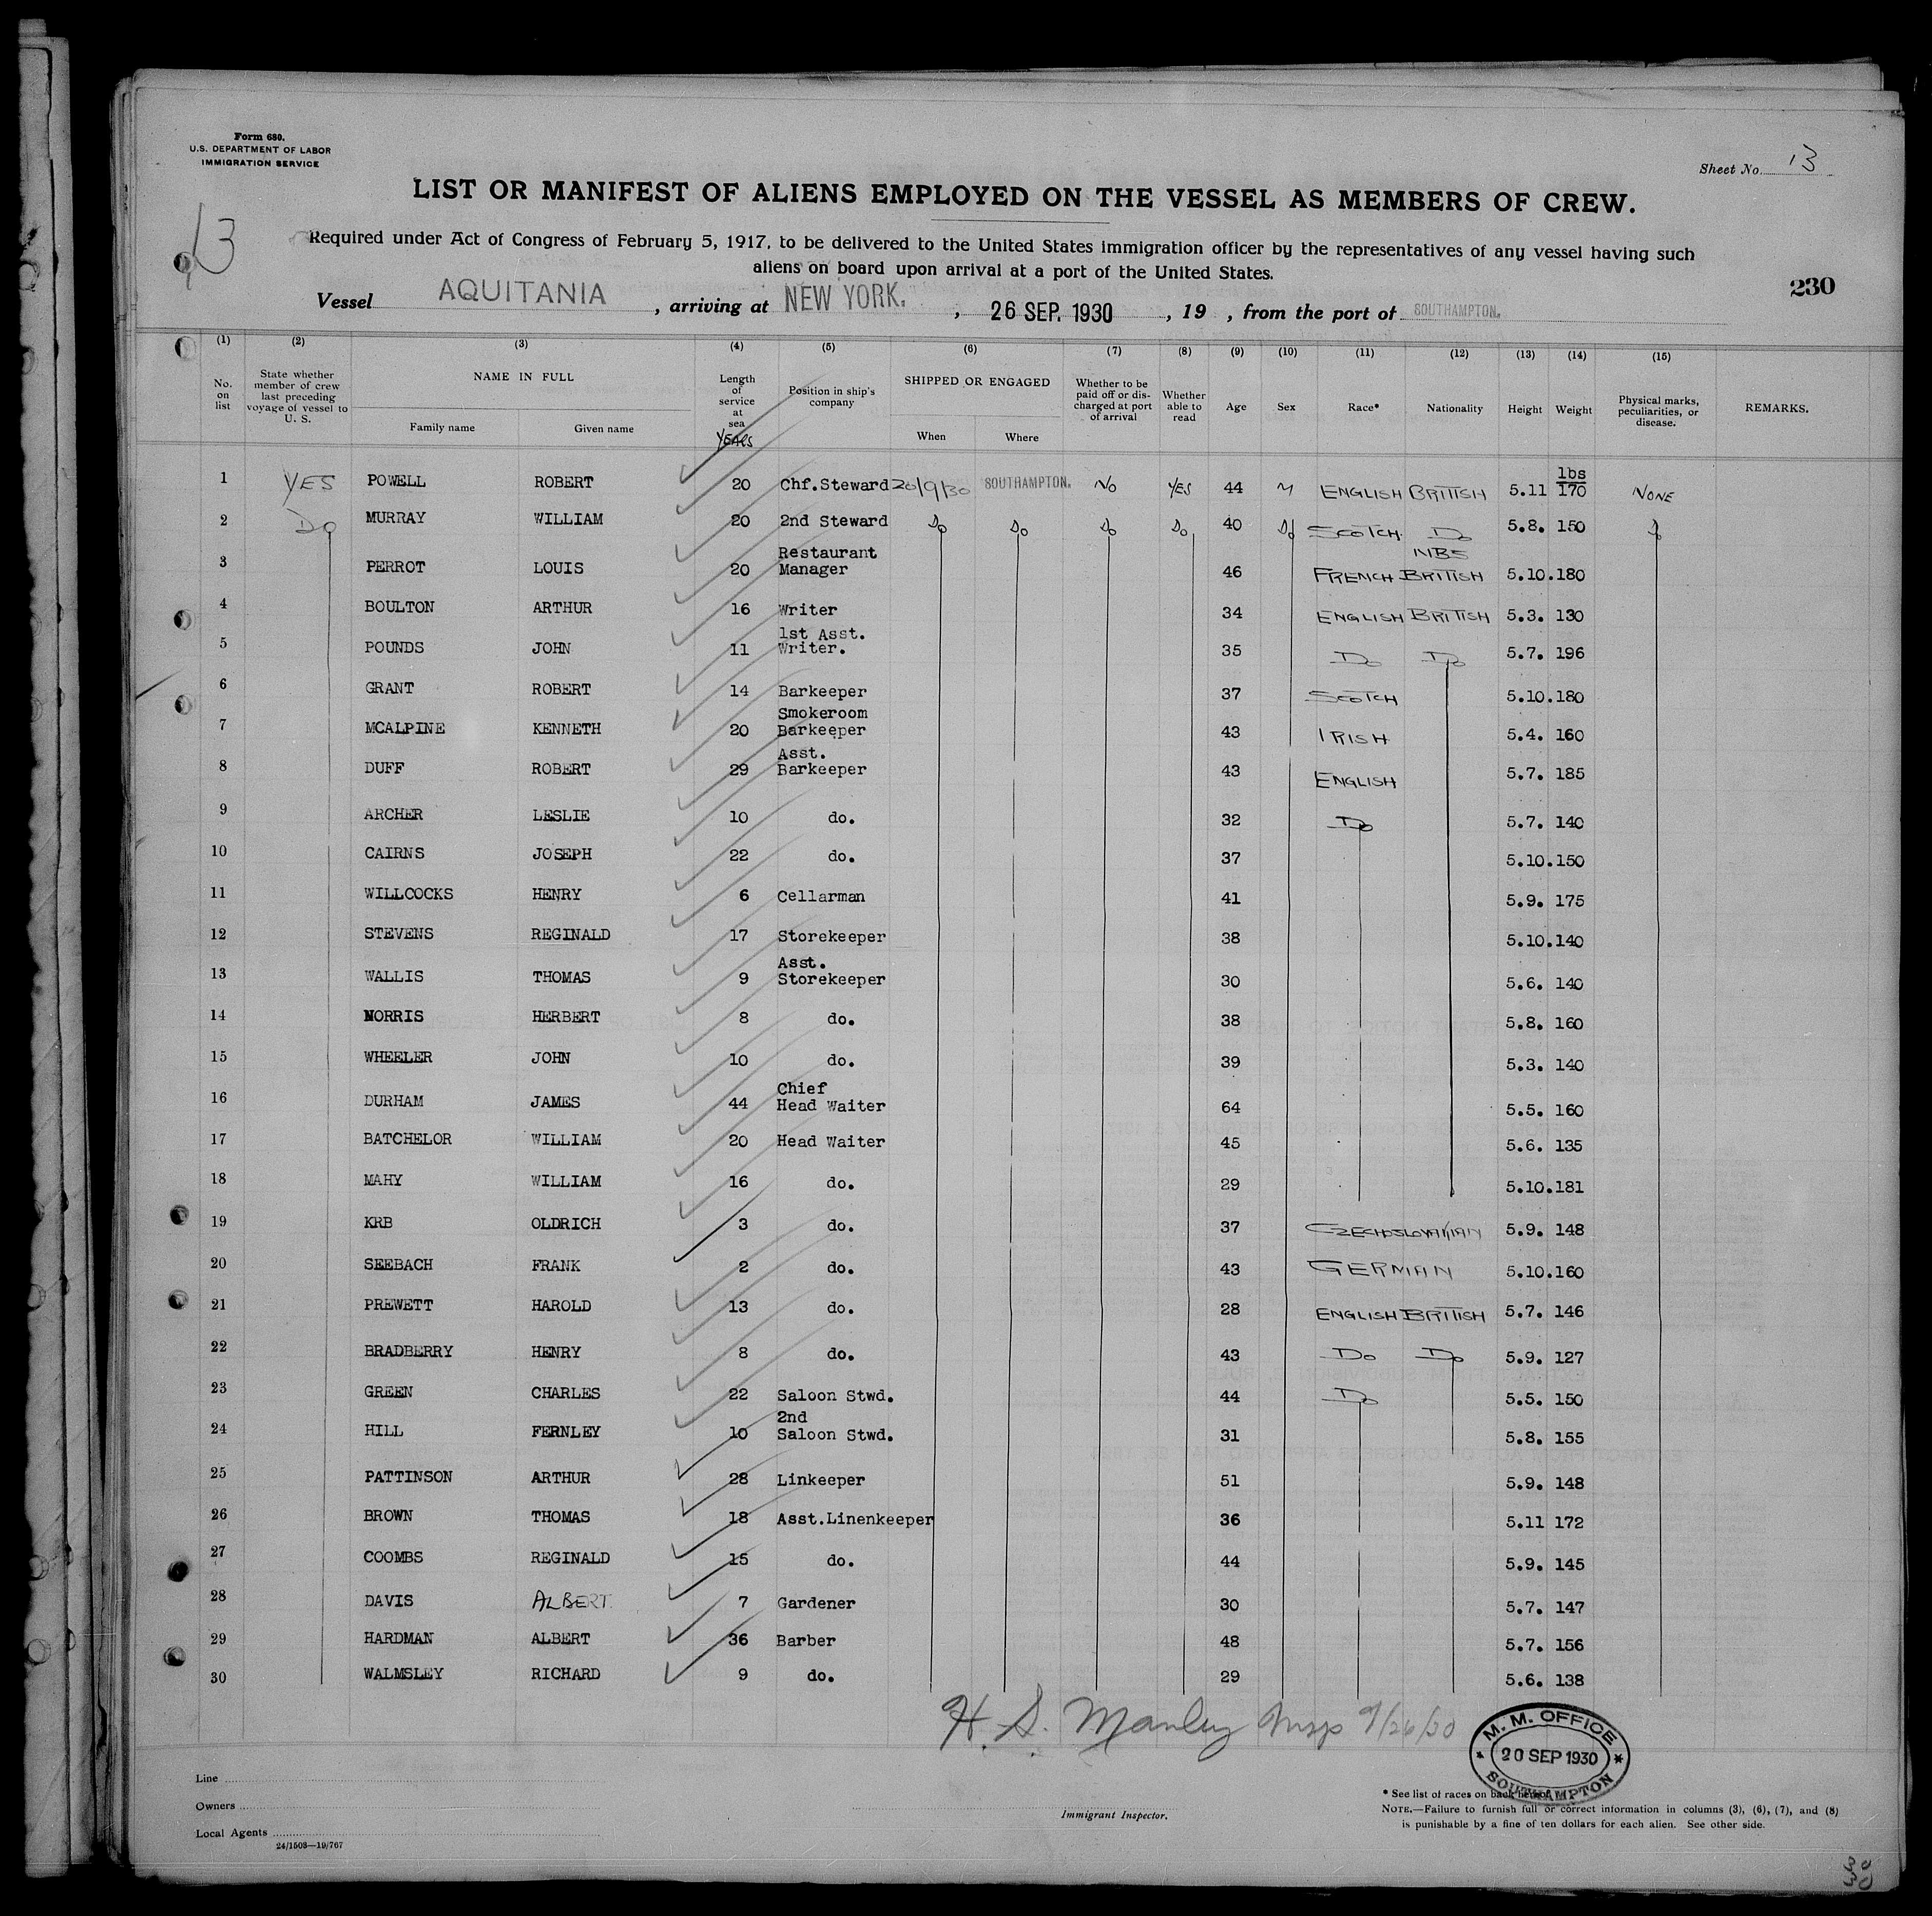 Form 680.
U.S. DEPARTMENT OF LABOR
IMMIGRATION SERVICE
Sheet No. 13
13
LIST OR MANIFEST OF ALIENS EMPLOYED ON THE VESSEL AS MEMBERS OF CREW.
Required under Act of Congress of February 5, 1917, to be delivered to the United States immigration officer by the representatives of any vessel having such
aliens on board upon arrival at a port of the United States.
230
Vessel AQUITANIA, arriving at NEW YORK., 26 SEP. 1930, 19 , from the port of SOUTHAMPTON.
(1) (2) (3) (4) (5) (6) (7) (8) (9) (10) (11) (12) (13) (14) (15)
No. on list State whether member of crew last preceding voyage of vessel to U. S. NAME IN FULL Family name Given name Length of service at sea YEARS Position in ship's company SHIPPED OR ENGAGED When Where Whether to be paid off or discharged at port of arrival Whether able to read Age Sex Race* Nationality Height Weight Physical marks, peculiarities, or disease. REMARKS.
1 YES POWELL ROBERT 20 Chf.Steward 20/9/30 SOUTHAMPTON. No YES 44 M ENGLISH BRITISH 5.11 lbs 170 NONE
2 Do MURRAY WILLIAM 20 2nd Steward Do Do Do Do 40 Do SCOTCH. Do 5.8. 150 Do
3 PERROT LOUIS 20 Restaurant Manager 46 FRENCH NBS BRITISH 5.10. 180
4 BOULTON ARTHUR 16 Writer 34 ENGLISH BRITISH 5.3. 130
5 POUNDS JOHN 11 1st Asst. Writer. 35 Do Do 5.7. 196
6 GRANT ROBERT 14 Barkeeper 37 SCOTCH 5.10. 180
7 MCALPINE KENNETH 20 Smokeroom Barkeeper 43 IRISH 5.4. 160
8 DUFF ROBERT 29 Asst. Barkeeper 43 ENGLISH 5.7. 185
9 ARCHER LESLIE 10 do. 32 Do 5.7. 140
10 CAIRNS JOSEPH 22 do. 37 5.10. 150
11 WILLCOCKS HENRY 6 Cellarman 41 5.9. 175
12 STEVENS REGINALD 17 Storekeeper 38 5.10. 140
13 WALLIS THOMAS 9 Asst. Storekeeper 30 5.6. 140
14 NORRIS HERBERT 8 do. 38 5.8. 160
15 WHEELER JOHN 10 do. 39 5.3. 140
16 DURHAM JAMES 44 Chief Head Waiter 64 5.5. 160
17 BATCHELOR WILLIAM 20 Head Waiter 45 5.6. 135
18 MAHY WILLIAM 16 do. 29 5.10. 181
19 KRB OLDRICH 3 do. 37 CZECHOSLOVAKIAN 5.9. 148
20 SEEBACH FRANK 2 do. 43 GERMAN 5.10. 160
21 PREWETT HAROLD 13 do. 28 ENGLISH BRITISH 5.7. 146
22 BRADBERRY HENRY 8 do. 43 Do Do 5.9. 127
23 GREEN CHARLES 22 Saloon Stwd. 44 Do 5.5. 150
24 HILL FERNLEY 10 2nd Saloon Stwd. 31 5.8. 155
25 PATTINSON ARTHUR 28 Linkeeper 51 5.9. 148
26 BROWN THOMAS 18 Asst.Linenkeeper 36 5.11 172
27 COOMBS REGINALD 15 do. 44 5.9. 145
28 DAVIS ALBERT. 7 Gardener 30 5.7. 147
29 HARDMAN ALBERT 36 Barber 48 5.7. 156
30 WALMSLEY RICHARD 9 do. 29 5.6. 138
H. S. Manley Insp 9/26/30
M. M. OFFICE
20 SEP 1930
SOUTHAMPTON
Line
Owners
Local Agents
24/1508—19/767
Immigrant Inspector.
* See list of races on back hereof.
NOTE.—Failure to furnish full or correct information in columns (3), (6), (7), and (8)
is punishable by a fine of ten dollars for each alien. See other side.
30
30